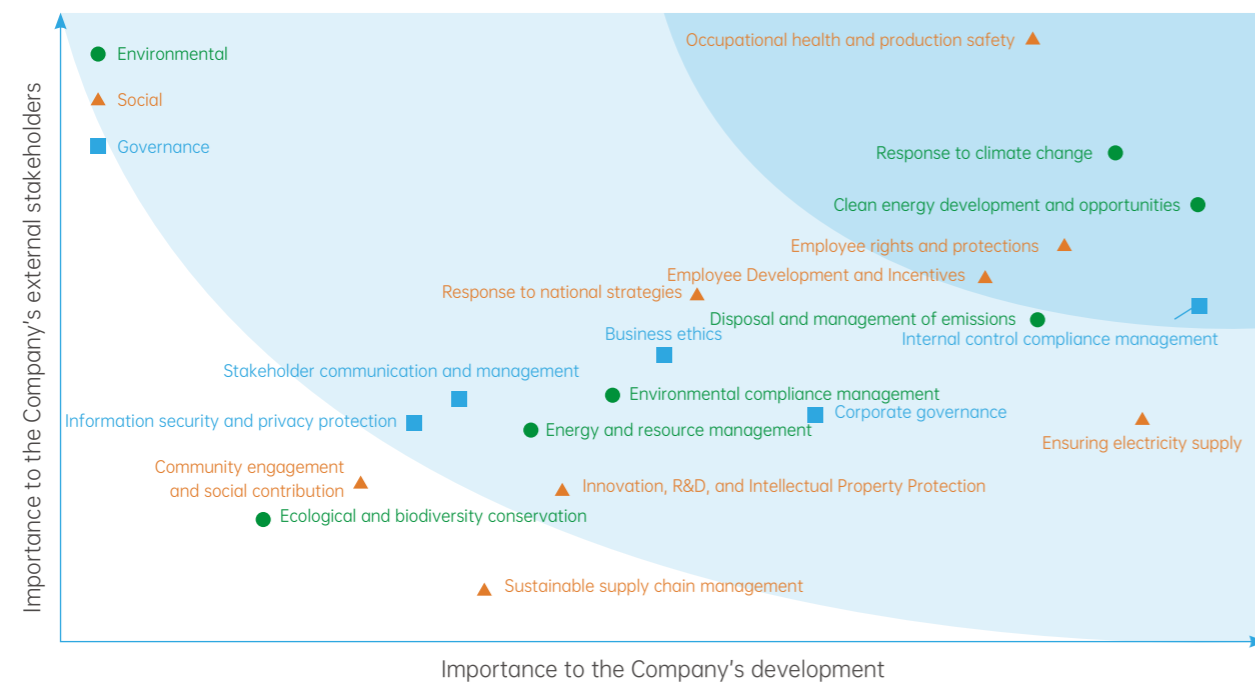 Importance to the Company's external stakeholders
Environmental
Social
Governance
Occupational health and production safety
Response to climate change
Clean energy development and opportunities
Employee rights and protections
Employee Development and Incentives
Response to national strategies
Disposal and management of emissions
Business ethics
Internal control compliance management
Stakeholder communication and management
Environmental compliance management
Corporate governance
Information security and privacy protection
Energy and resource management
Ensuring electricity supply
Community engagement
and social contribution
Innovation, R&D, and Intellectual Property Protection
Ecological and biodiversity conservation
Sustainable supply chain management
Importance to the Company's development